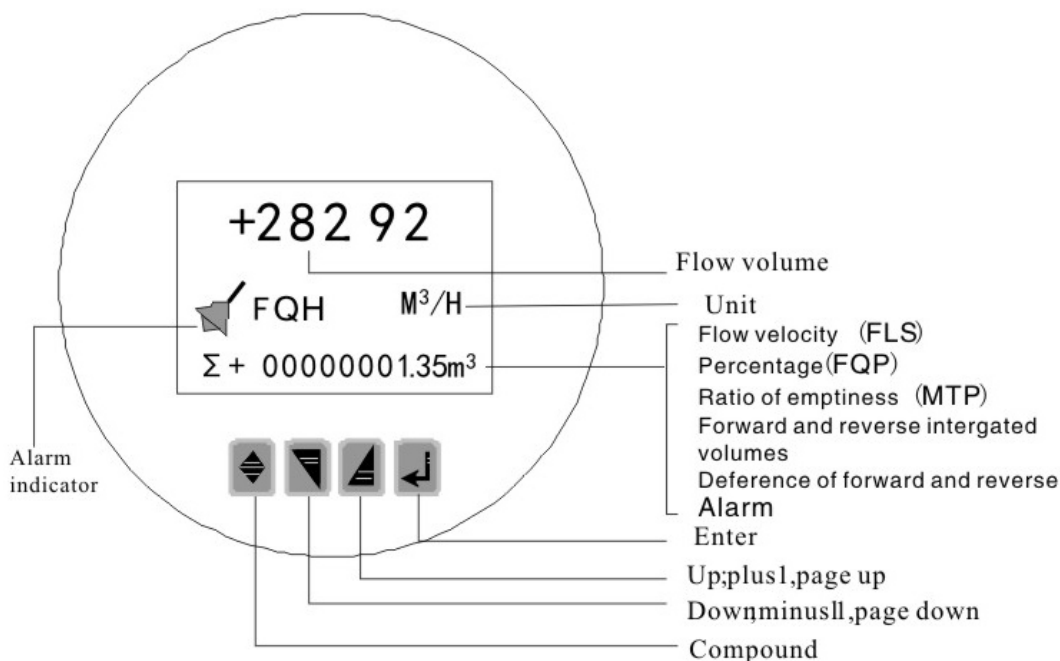 +282 92
FQH M³/H
Σ+ 00000001.35m³
Alarm
indicator
Flow volume
Unit
Flow velocity (FLS)
Percentage(FQP)
Ratio of emptiness (MTP)
Forward and reverse intergated
volumes
Deference of forward and reverse
Alarm
Enter
Up;plus1,page up
Down,minus1l,page down
Compound